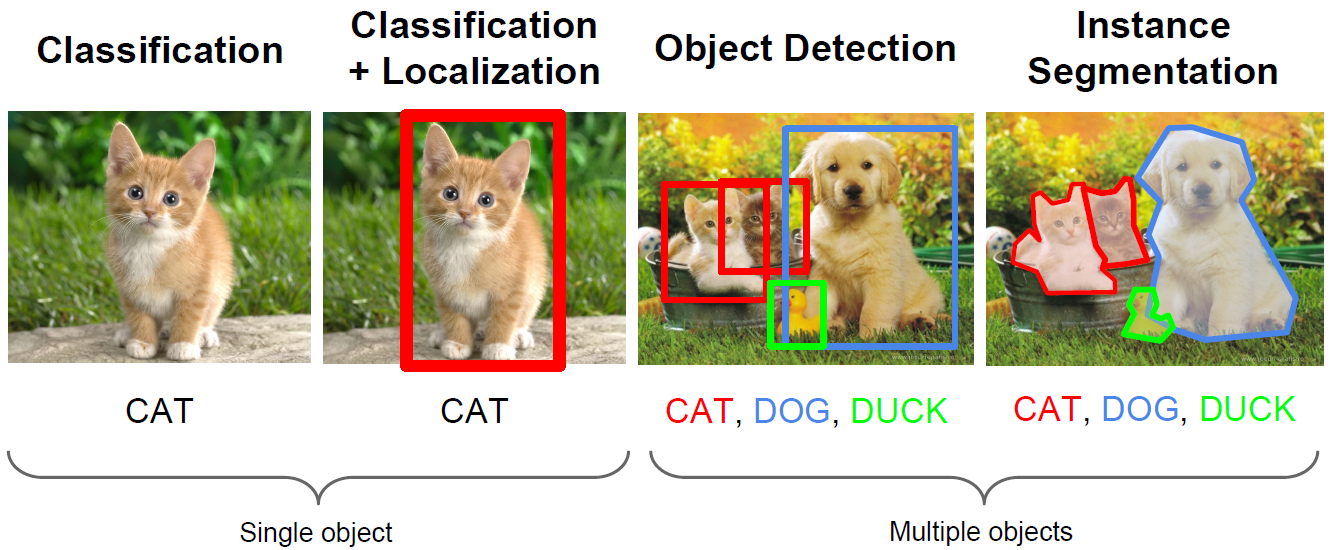 Classification
Classification
+ Localization
Object Detection
Instance
Segmentation
CAT
CAT
CAT, DOG, DUCK
CAT, DOG, DUCK
Single object
Multiple objects